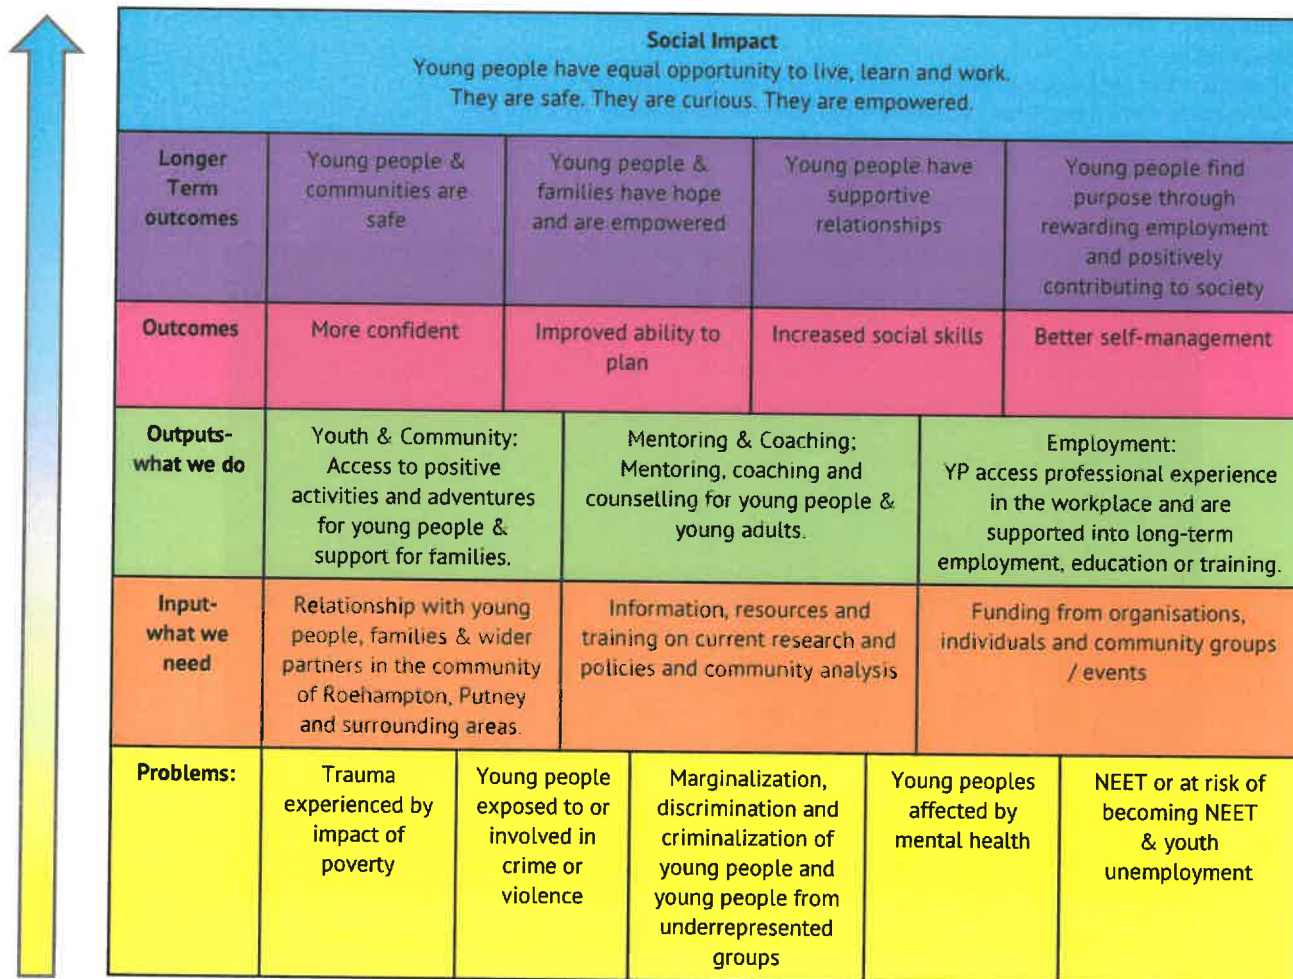 Social Impact
Young people have equal opportunity to live, learn and work.
They are safe. They are curious. They are empowered.
Longer
Term
outcomes
Young people &
communities are
safe
Young people &
families have hope
and are empowered
Young people have
supportive
relationships
Young people find
purpose through
rewarding employment
and positively
contributing to society
Outcomes
More confident
Improved ability to
plan
Increased social skills
Better self-management
Outputs-
what we do
Youth & Community:
Access to positive
activities and adventures
for young people &
support for families.
Mentoring & Coaching;
Mentoring, coaching and
counselling for young people &
young adults.
Employment:
YP access professional experience
in the workplace and are
supported into long-term
employment, education or training.
Input-
what we
need
Relationship with young
people, families & wider
partners in the community
of Roehampton, Putney
and surrounding areas.
Information, resources and
training on current research and
policies and community analysis
Funding from organisations,
individuals and community groups
/ events
Problems:
Trauma
experienced by
impact of
poverty
Young people
exposed to or
involved in
crime or
violence
Marginalization,
discrimination and
criminalization of
young people and
young people from
underrepresented
groups
Young peoples
affected by
mental health
NEET or at risk of
becoming NEET
& youth
unemployment